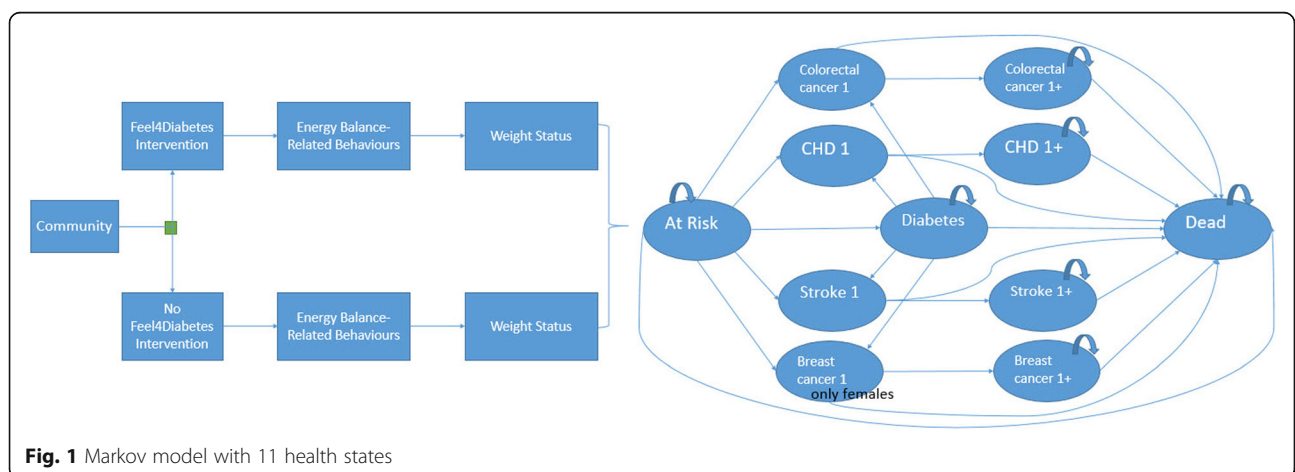 Community
Feel4Diabetes
Intervention
Energy Balance-
Related Behaviours
Weight Status
No
Feel4Diabetes
Intervention
Energy Balance-
Related Behaviours
Weight Status
At Risk
Colorectal
cancer 1
Colorectal
cancer 1+
CHD 1
CHD 1+
Diabetes
Dead
Stroke 1
Stroke 1+
Breast
cancer 1
only females
Breast
cancer 1+
Fig. 1 Markov model with 11 health states